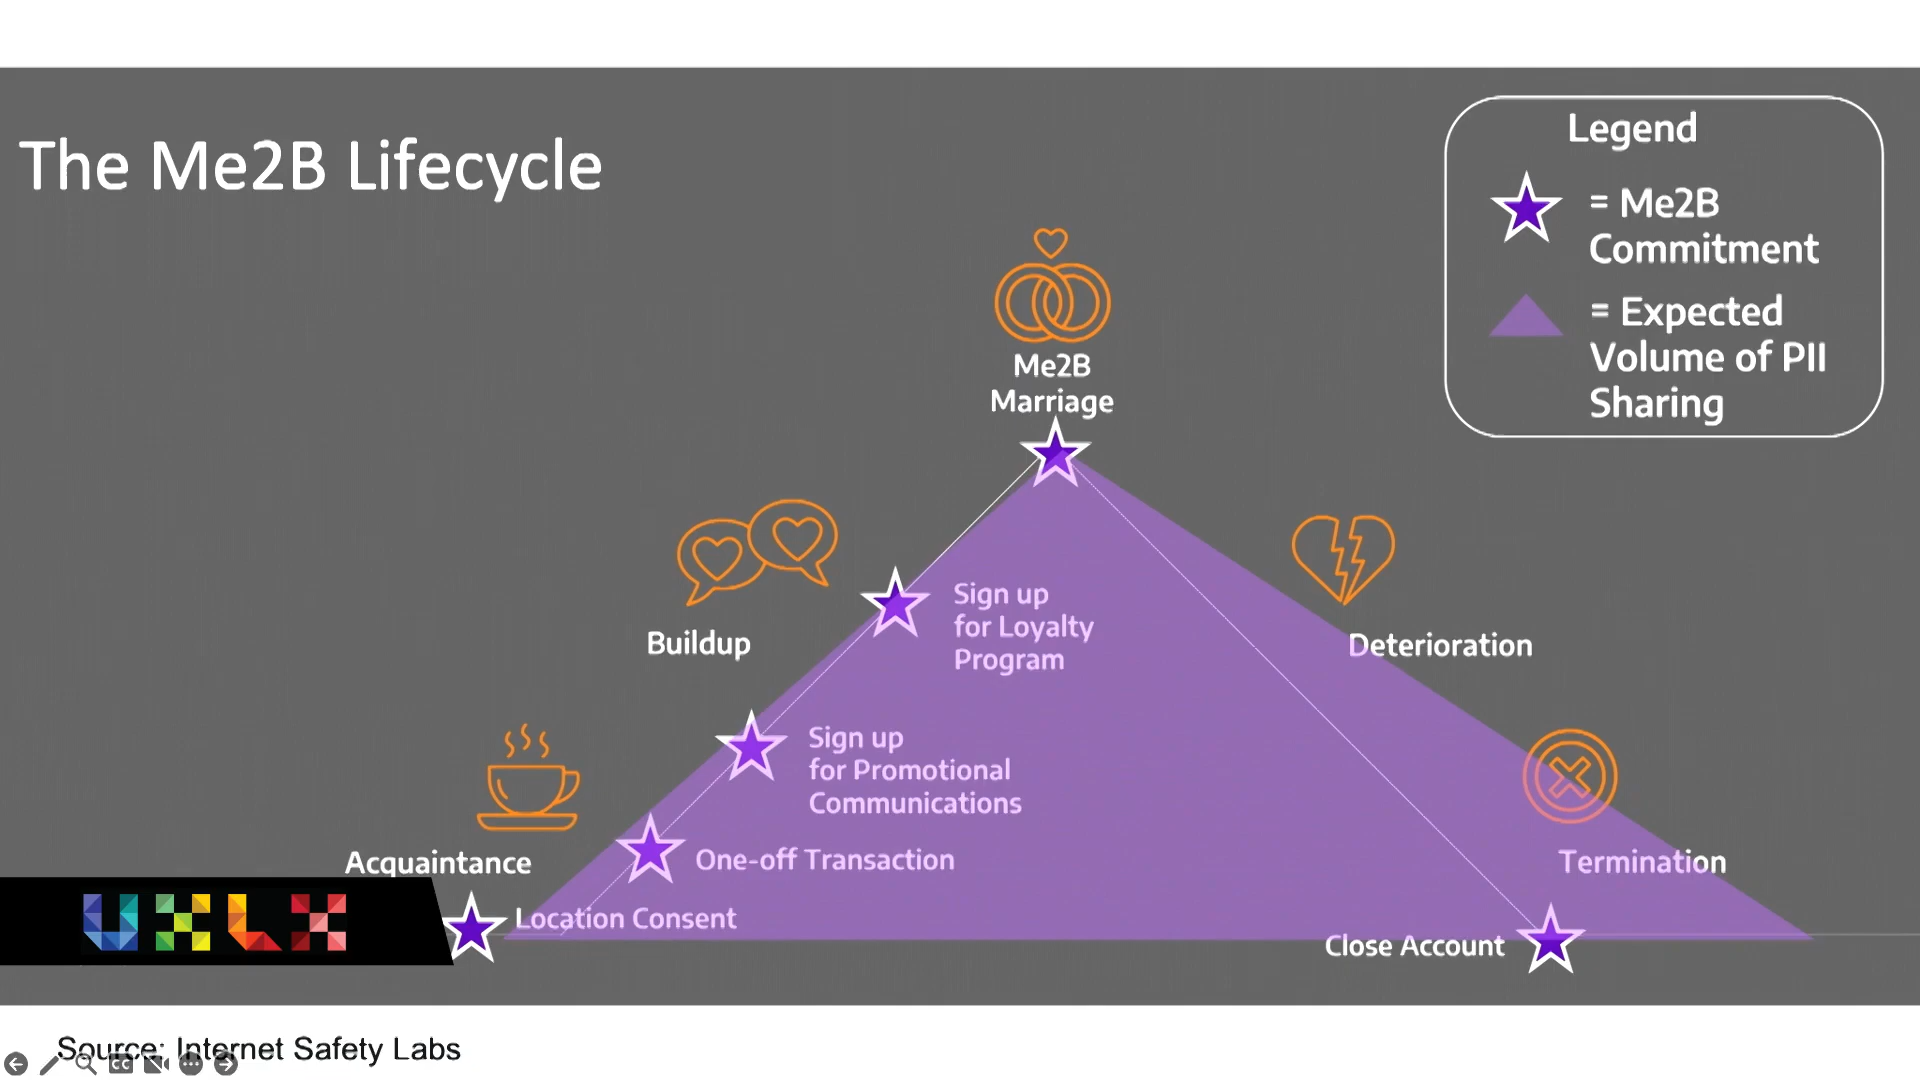 The Me2B Lifecycle
Legend
= Me2B
Commitment
= Expected
Volume of PII
Sharing
Me2B
Marriage
Buildup
Sign up
for Loyalty
Program
Deterioration
Sign up
for Promotional
Communications
Acquaintance
One-off Transaction
Termination
Location Consent
Close Account
UXLX
Source: Internet Safety Labs
CC